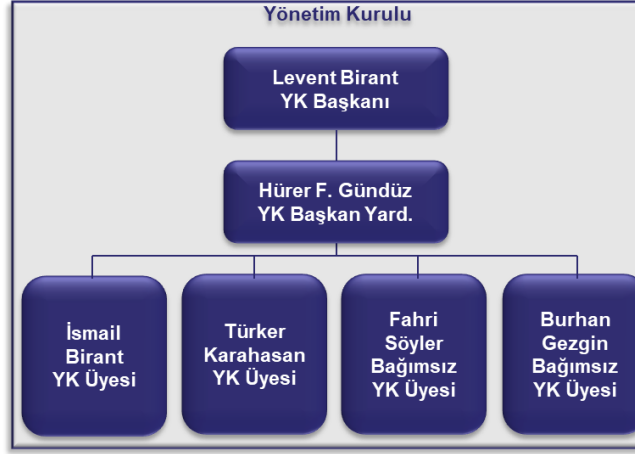 Yönetim Kurulu
Levent Birant
YK Başkanı
Hürer F. Gündüz
YK Başkan Yard.
İsmail
Birant
YK Üyesi
Türker
Karahasan
YK Üyesi
Fahri
Söyler
Bağımsız
YK Üyesi
Burhan
Gezgin
Bağımsız
YK Üyesi